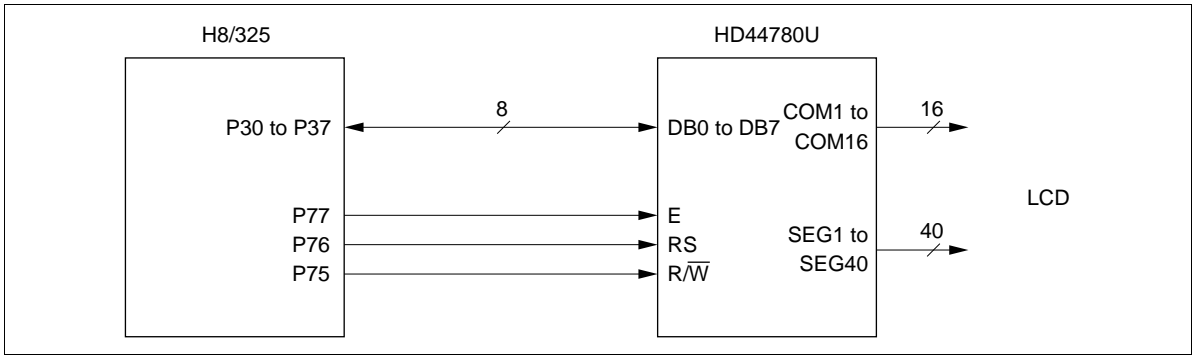 H8/325
HD44780U
P30 to P37
8
DB0 to DB7
COM1 to
COM16
16
P77
E
P76
RS
P75
R/W̅
SEG1 to
SEG40
40
LCD